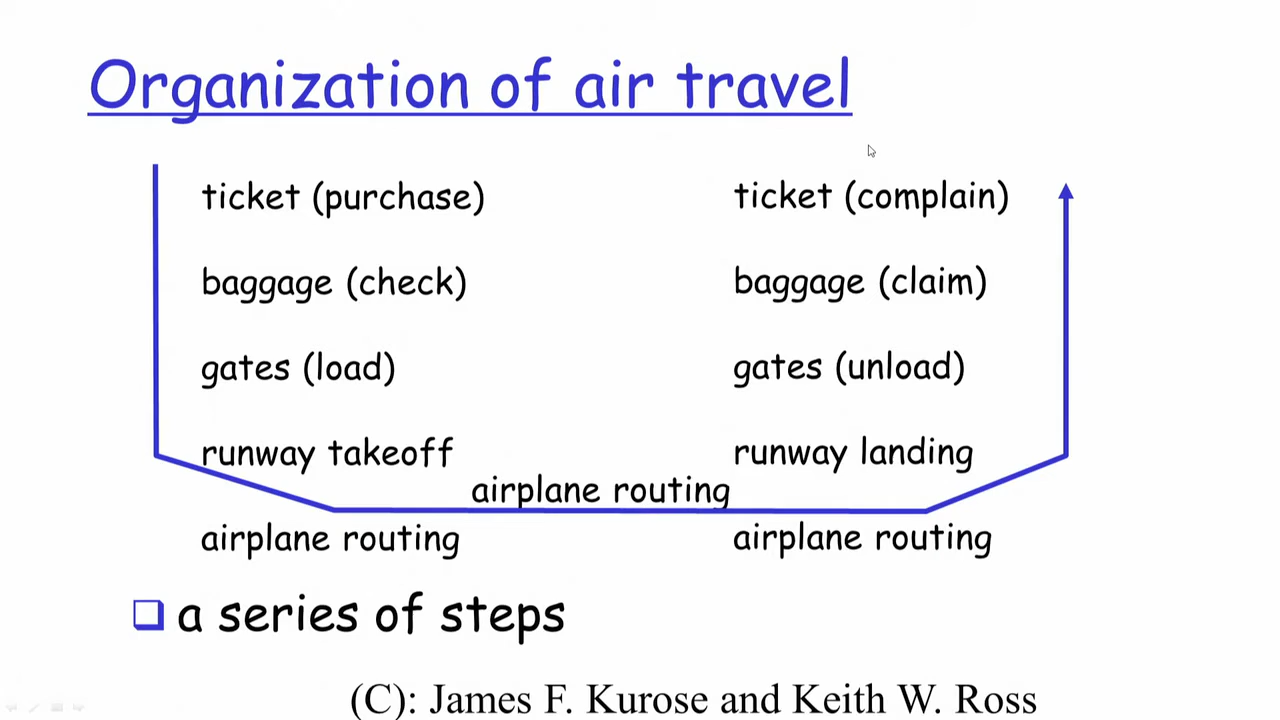 Organization of air travel
ticket (purchase)
baggage (check)
gates (load)
runway takeoff
airplane routing
airplane routing
ticket (complain)
baggage (claim)
gates (unload)
runway landing
airplane routing
a series of steps
(C): James F. Kurose and Keith W. Ross